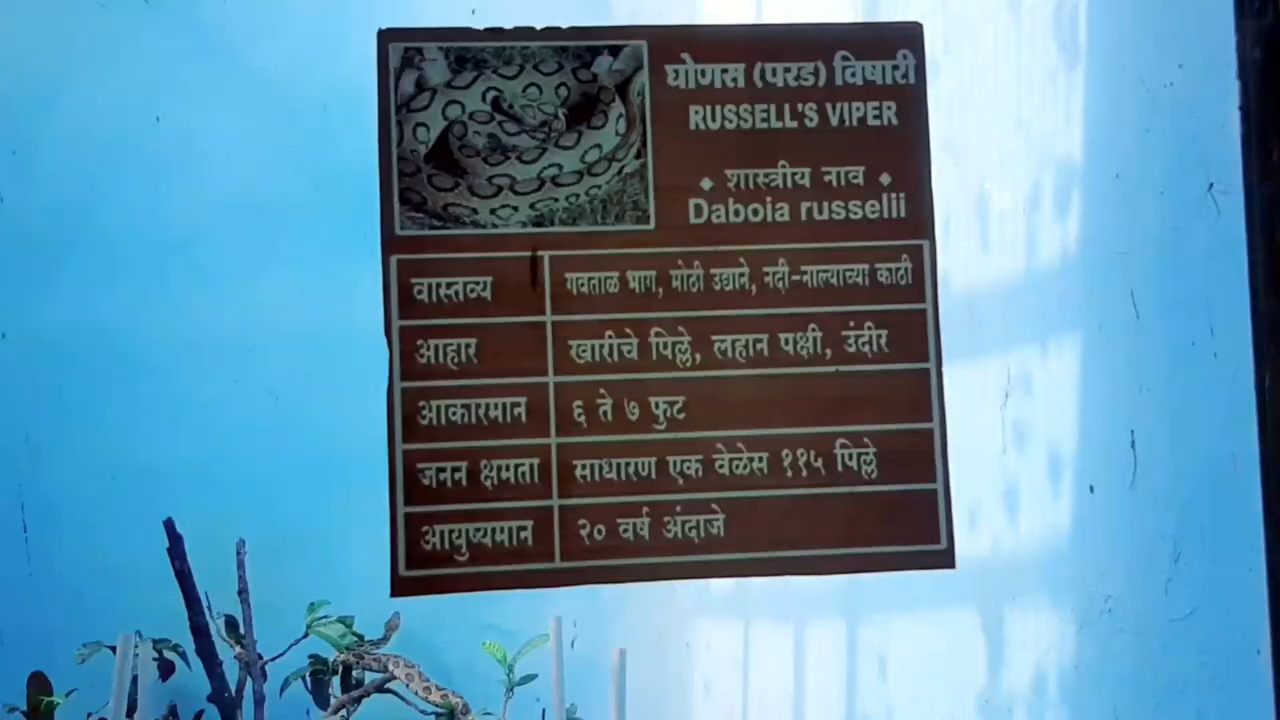 घोणस (परड) विषारी
RUSSELL'S VIPER
शास्त्रीय नाव
Daboia russelii
वास्तव्य गवताळ भाग, मोठी उद्याने, नदी-नाल्याच्या काठी
आहार खारीचे पिल्ले, लहान पक्षी, उंदीर
आकारमान ६ ते ७ फुट
जनन क्षमता साधारण एक वेळेस ११५ पिल्ले
आयुष्यमान २० वर्ष अंदाजे